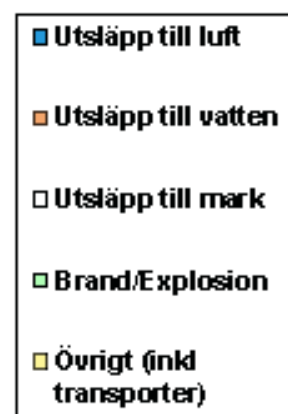 Utsläpp till luft
Utsläpp till vatten
Utsläpp till mark
Brand/Explosion
Övrigt (inkl
transporter)